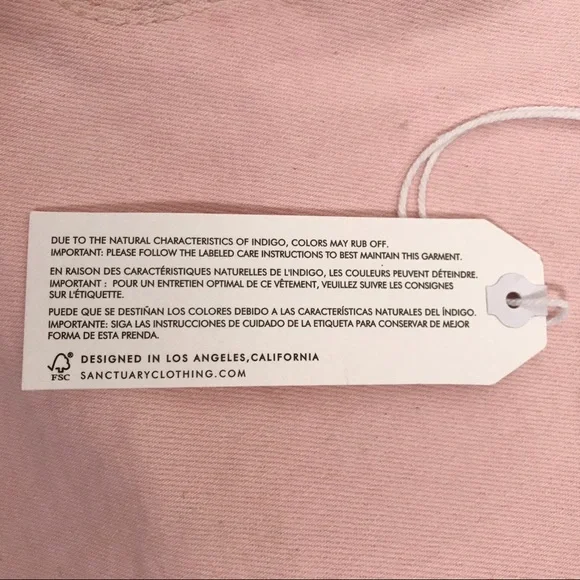 DUE TO THE NATURAL CHARACTERISTICS OF INDIGO, COLORS MAY RUB OFF.
IMPORTANT: PLEASE FOLLOW THE LABELED CARE INSTRUCTIONS TO BEST MAINTAIN THIS GARMENT.
EN RAISON DES CARACTÉRISTIQUES NATURELLES DE L'INDIGO, LES COULEURS PEUVENT DÉTEINDRE.
IMPORTANT : POUR UN ENTRETIEN OPTIMAL DE CE VÊTEMENT, VEUILLEZ SUIVRE LES CONSIGNES
SUR L'ÉTIQUETTE.
PUEDE QUE SE DESTIÑAN LOS COLORES DEBIDO A LAS CARACTERÍSTICAS NATURALES DEL ÍNDIGO.
IMPORTANTE: SIGA LAS INSTRUCCIONES DE CUIDADO DE LA ETIQUETA PARA CONSERVAR DE MEJOR
FORMA DE ESTA PRENDA.
FSC® DESIGNED IN LOS ANGELES,CALIFORNIA
SANCTUARYCLOTHING.COM